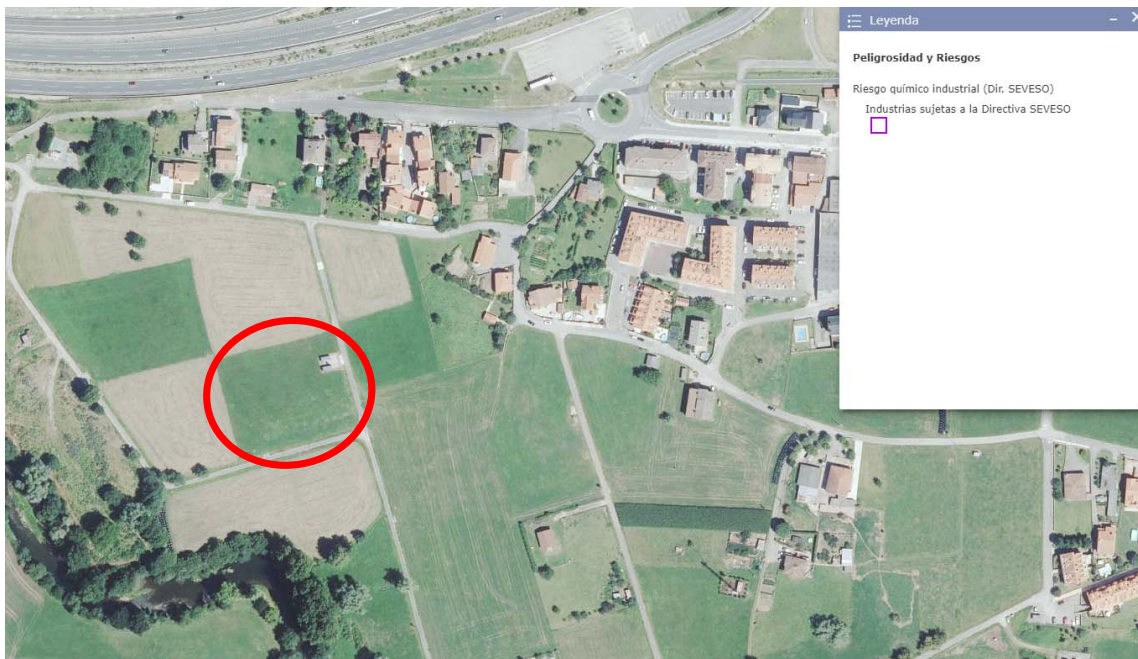 Leyenda
Peligrosidad y Riesgos
Riesgo químico industrial (Dir. SEVESO)
Industrias sujetas a la Directiva SEVESO